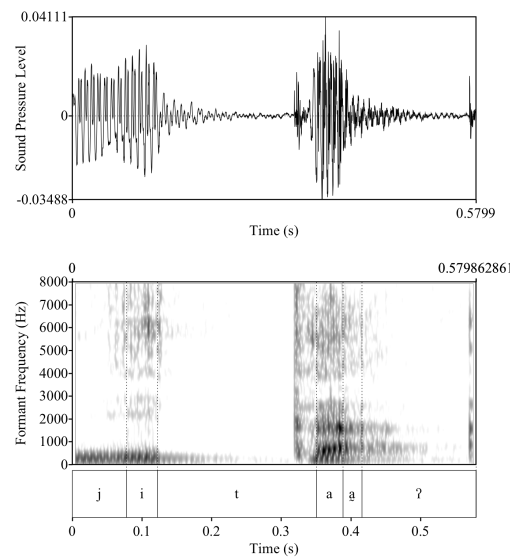 0.04111
Sound Pressure Level
0
-0.03488
0 0.5799
Time (s)
0 0.579862861
8000
7000
6000
5000
4000
3000
2000
1000
0
Formant Frequency (Hz)
j i t a a̰ ʔ
0 0.1 0.2 0.3 0.4 0.5
Time (s)